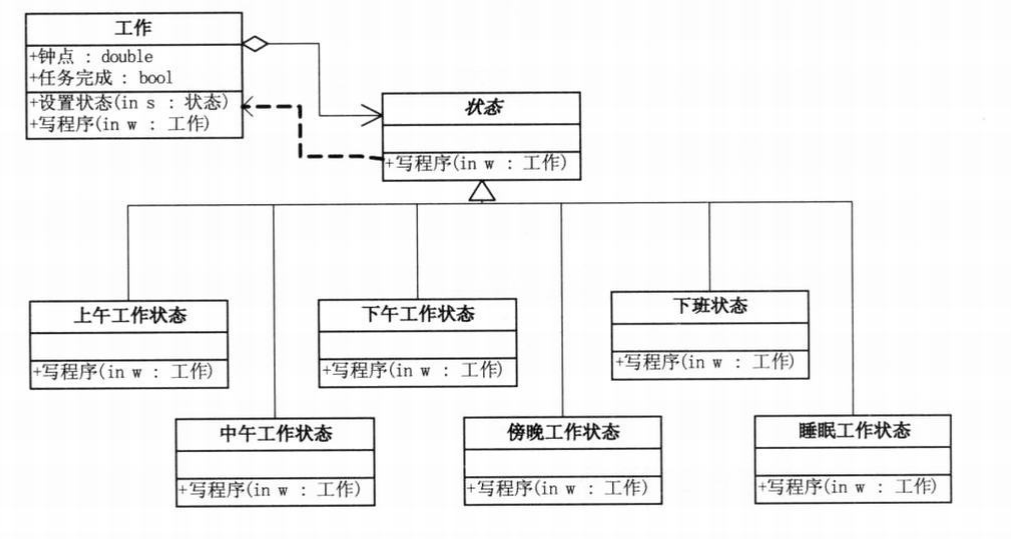 工作
+钟点 : double
+任务完成 : bool
+设置状态(in s : 状态)
+写程序(in w : 工作)
状态
+写程序(in w : 工作)
上午工作状态
+写程序(in w : 工作)
下午工作状态
+写程序(in w : 工作)
下班状态
+写程序(in w : 工作)
中午工作状态
+写程序(in w : 工作)
傍晚工作状态
+写程序(in w : 工作)
睡眠工作状态
+写程序(in w : 工作)